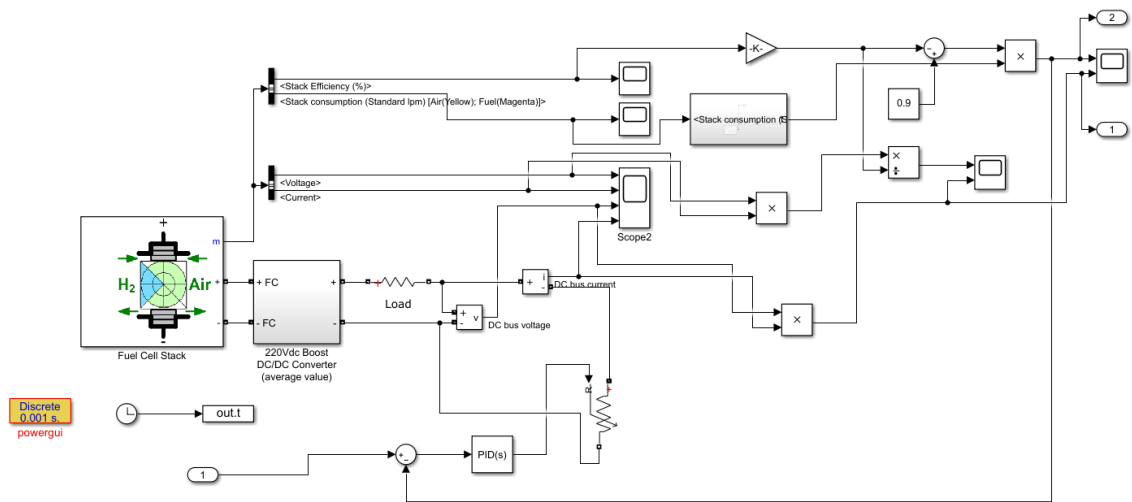 2
-K-
-
+
×
<Stack Efficiency (%)>
<Stack consumption (Standard lpm) [Air(Yellow); Fuel(Magenta)]>
<Stack consumption (S
0.9
1
<Voltage>
<Current>
×
÷
×
Scope2
+
m
H2 Air
+
-
-
Fuel Cell Stack
+ FC
- FC
+
-
220Vdc Boost
DC/DC Converter
(average value)
+
Load
+
-
v
DC bus voltage
+
i
-
DC bus current
×
R
+
Discrete
0.001 s.
powergui
out.t
1
+
-
PID(s)